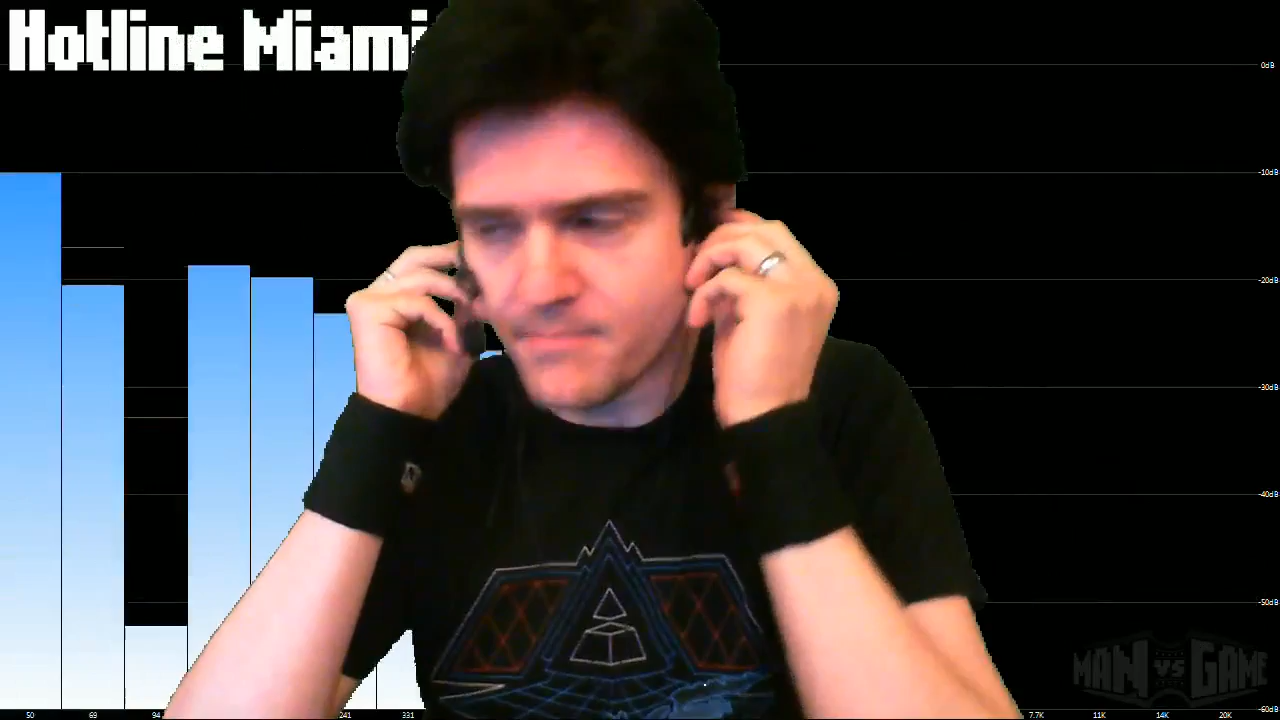 Hotline Miami
0dB
-10dB
-20dB
-30dB
-40dB
-50dB
-60dB
MAN VS GAME
50 69 94 241 331 7.7K 11K 14K 20K